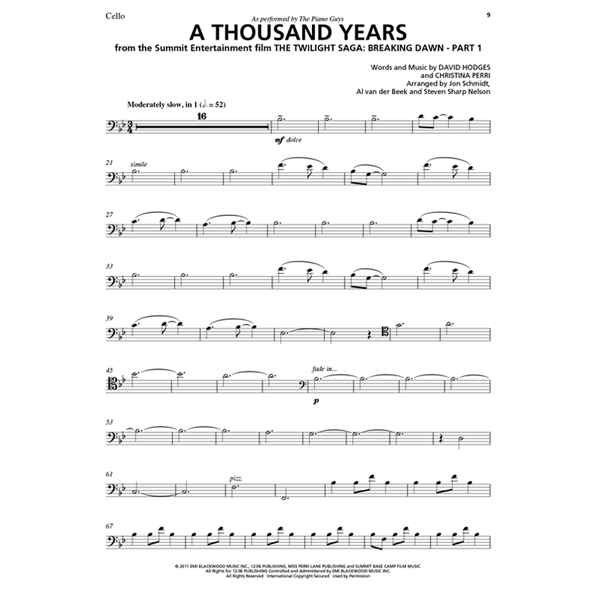 Cello
As performed by The Piano Guys
9
A THOUSAND YEARS
from the Summit Entertainment film THE TWILIGHT SAGA: BREAKING DAWN - PART 1
Words and Music by DAVID HODGES
and CHRISTINA PERRI
Arranged by Jon Schmidt,
Al van der Beek and Steven Sharp Nelson
Moderately slow, in 1 (𝅗𝅥. = 52)
16
3
4
mf dolce
21 simile
27
33
39
45 fade in...
p
53
61 pizz.
f
67
© 2011 EMI BLACKWOOD MUSIC INC., 12:06 PUBLISHING, MISS PERRI LANE PUBLISHING and SUMMIT BASE CAMP FILM MUSIC
All Rights for 12:06 PUBLISHING Controlled and Administered by EMI BLACKWOOD MUSIC INC.
All Rights Reserved International Copyright Secured Used by Permission